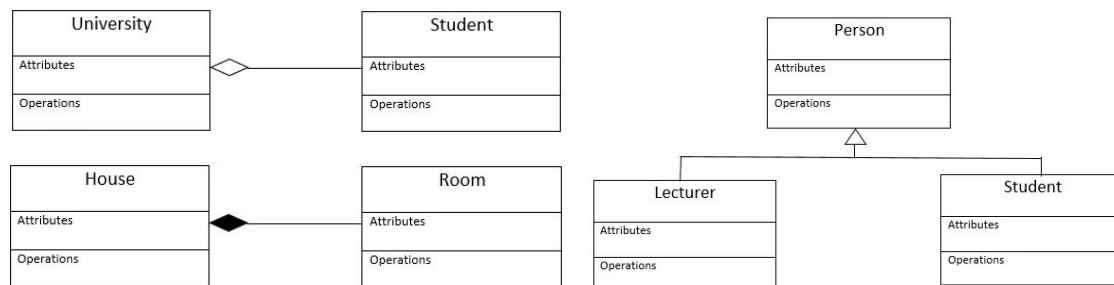 University
Attributes
Operations
Student
Attributes
Operations
House
Attributes
Operations
Room
Attributes
Operations
Person
Attributes
Operations
Lecturer
Attributes
Operations
Student
Attributes
Operations